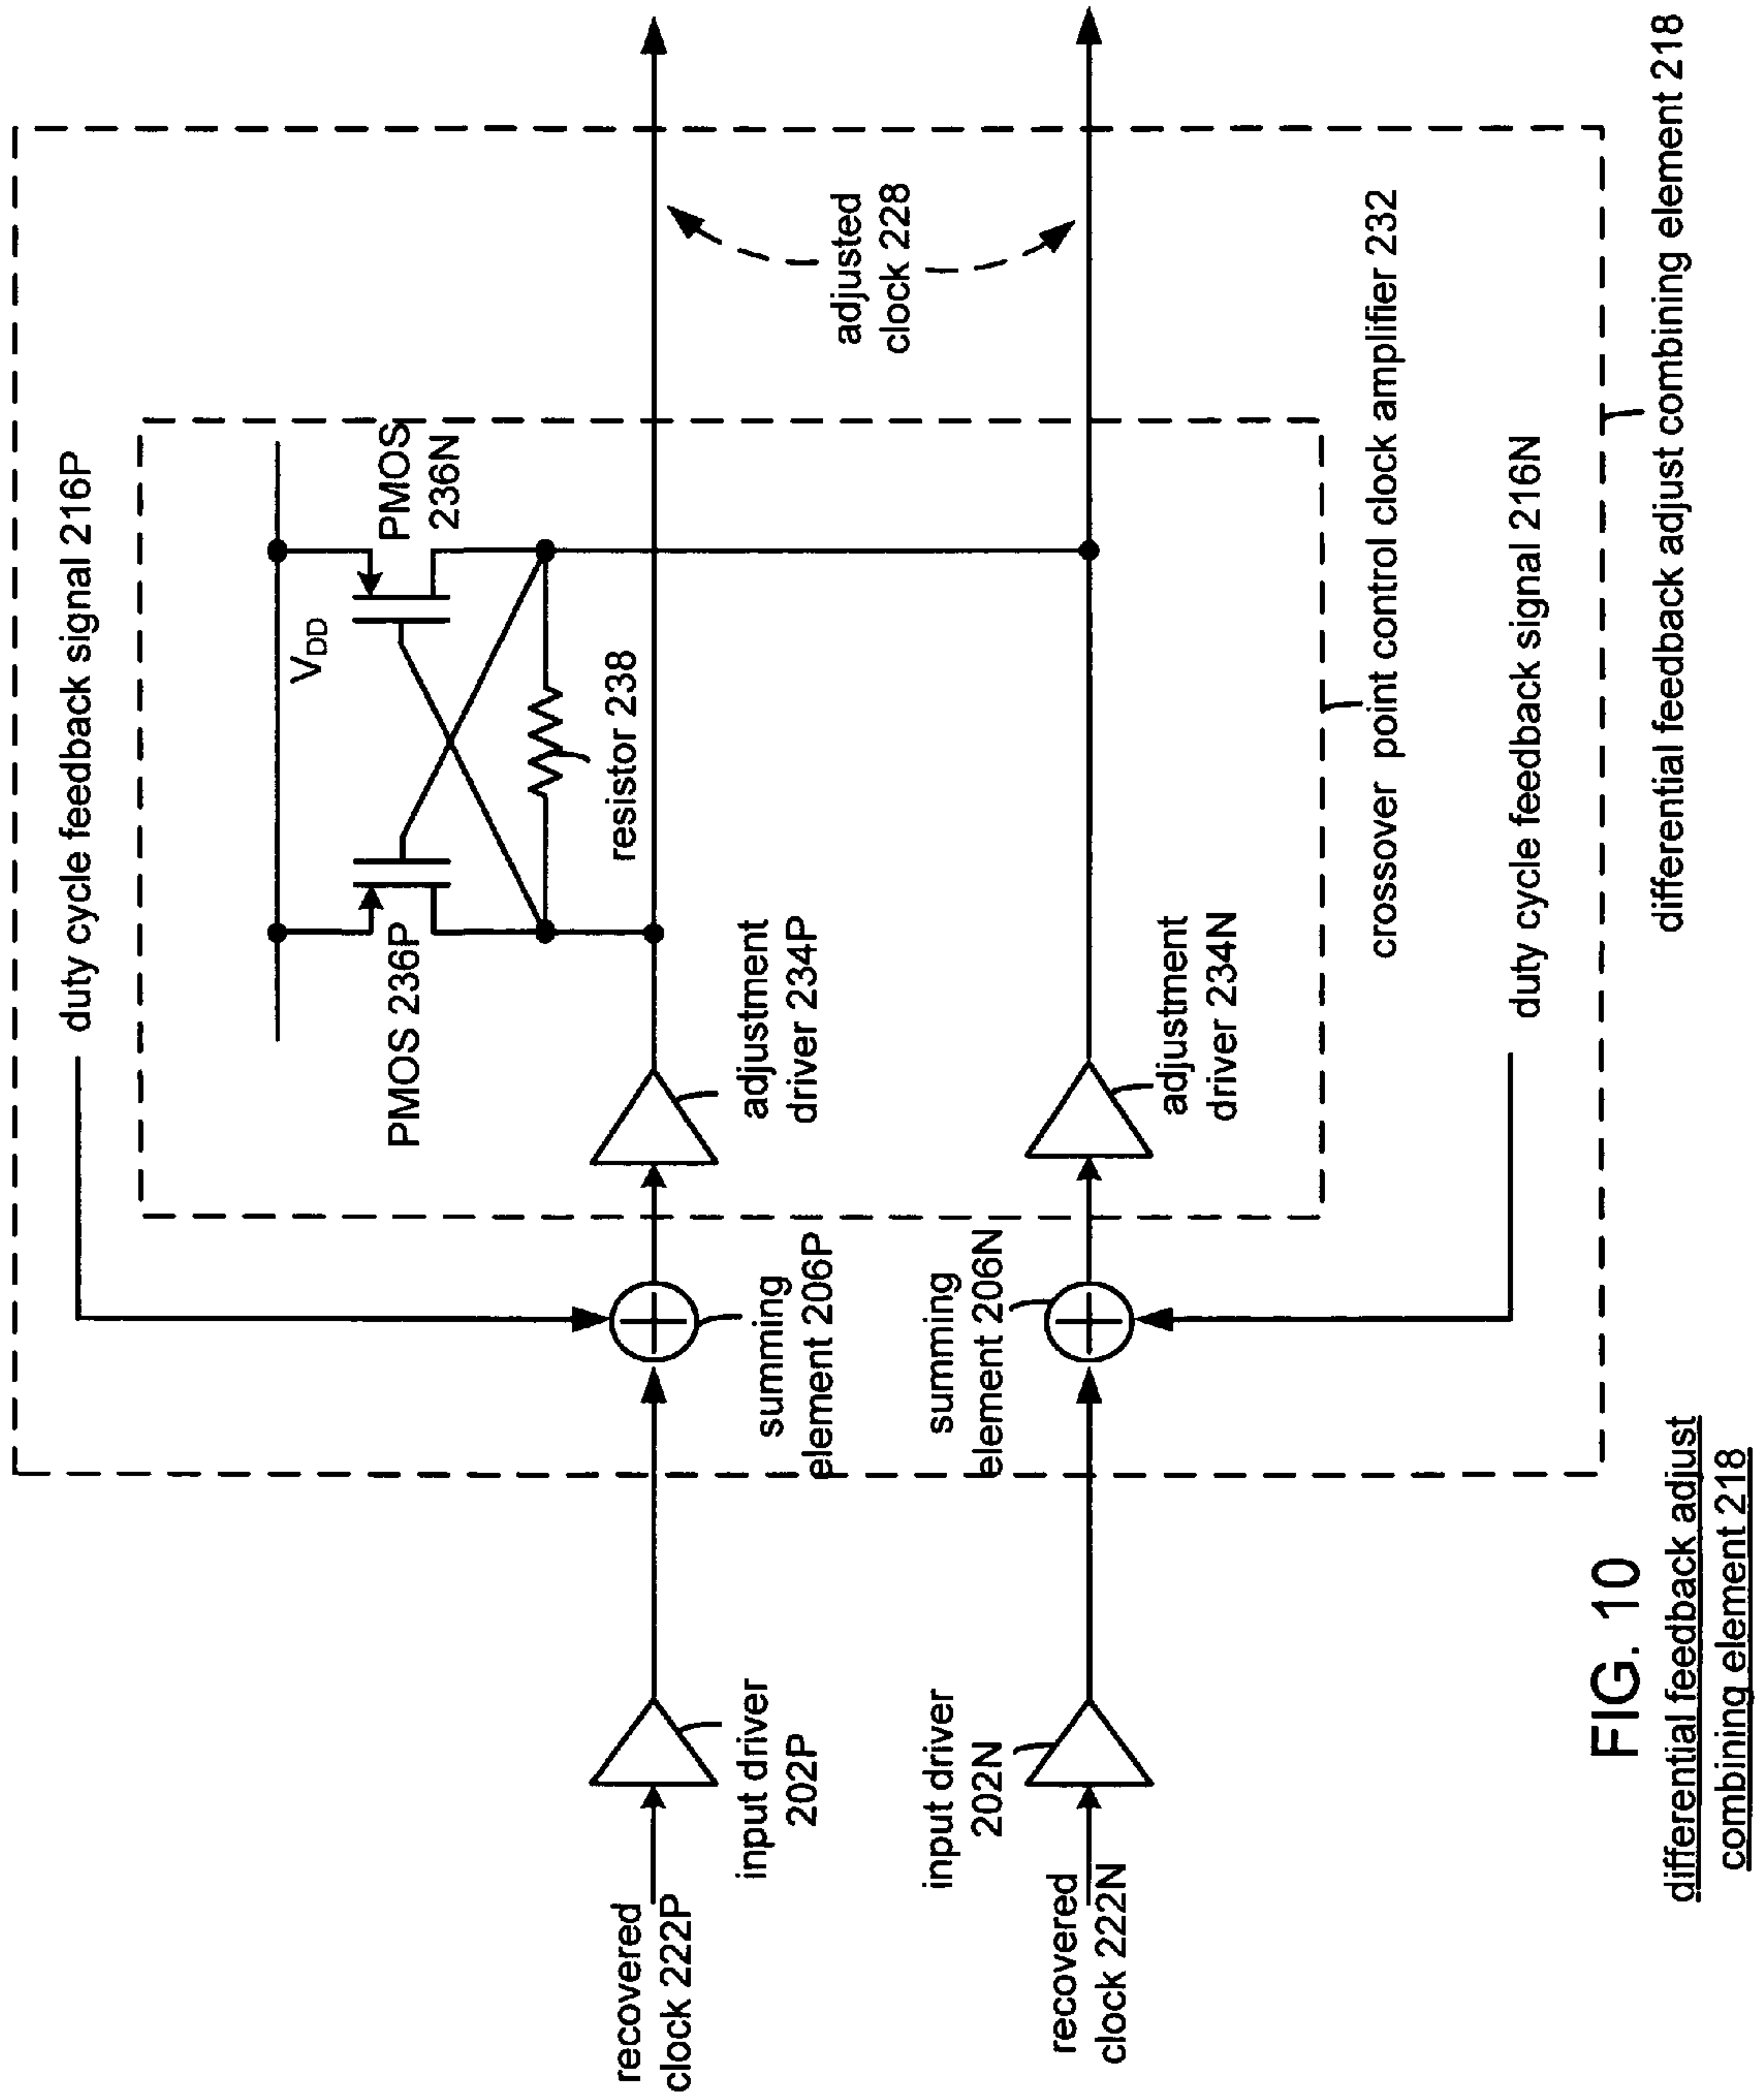 duty cycle feedback signal 216P
V_DD
PMOS 236P
PMOS
236N
resistor 238
adjusted
clock 228
adjustment
driver 234P
summing
element 206P
input driver
202P
recovered
clock 222P
summing
element 206N
adjustment
driver 234N
input driver
202N
recovered
clock 222N
crossover point control clock amplifier 232
duty cycle feedback signal 216N
differential feedback adjust combining element 218
FIG. 10
differential feedback adjust
combining element 218